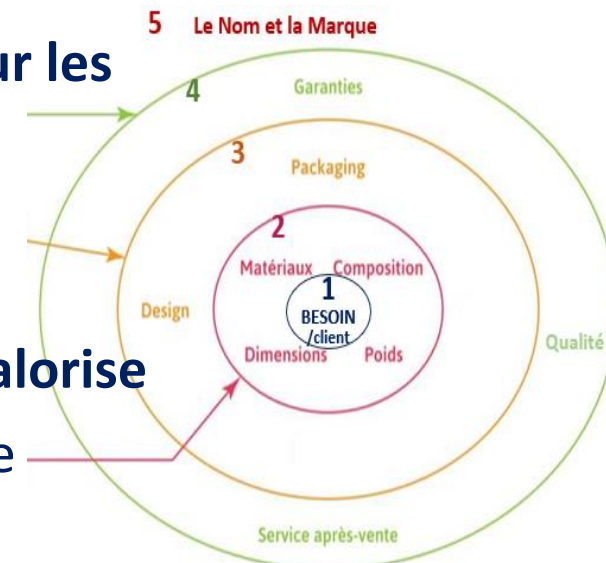 5 Le Nom et la Marque
ur les
4 Garanties
3
Packaging
2
Matériaux Composition
1
BESOIN
/client
Design
Qualité
Dimensions Poids
alorise
e
Service après-vente